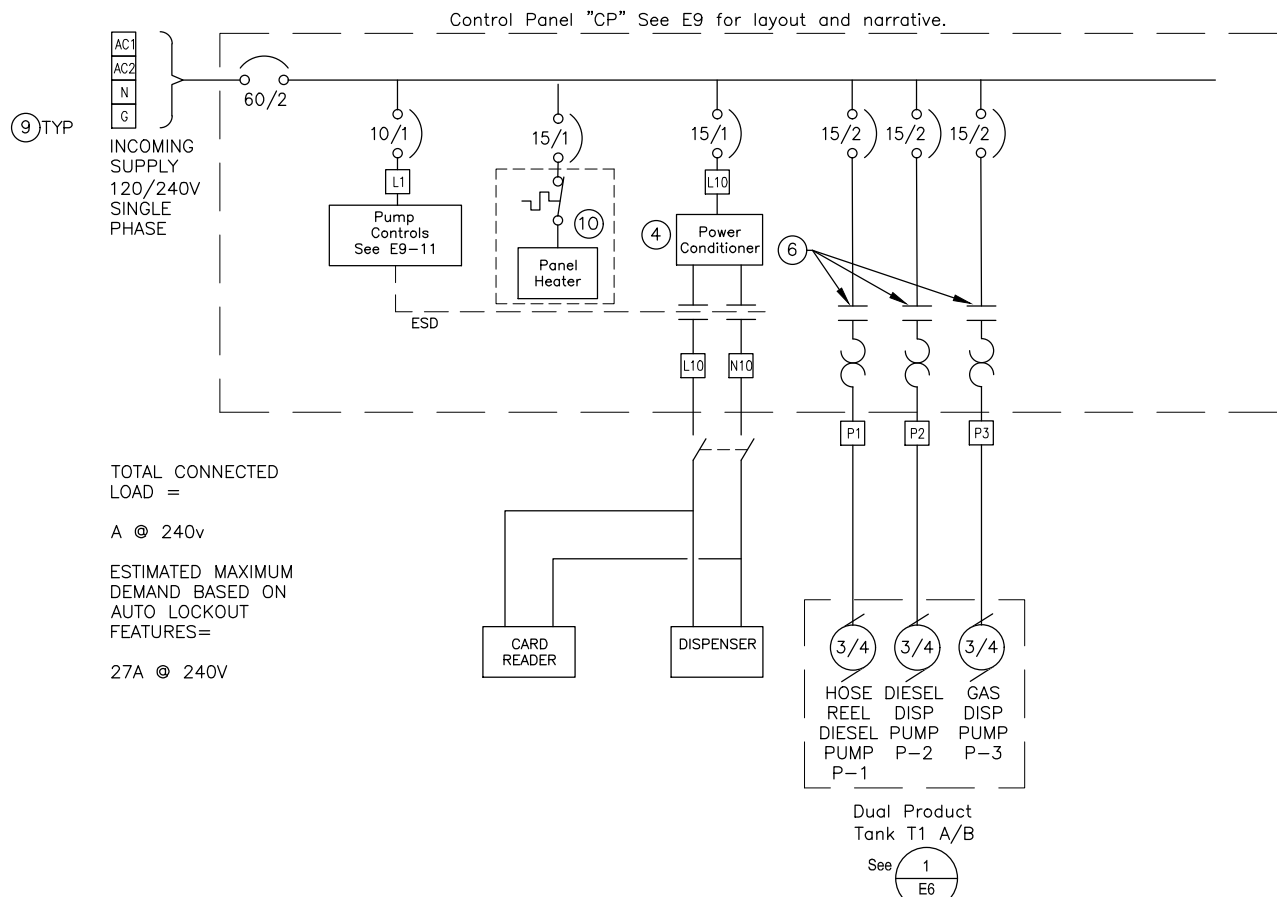 Control Panel "CP" See E9 for layout and narrative.
AC1
AC2
N
G
9 TYP
INCOMING
SUPPLY
120/240V
SINGLE
PHASE
60/2
10/1
15/1
15/1
15/2
15/2
15/2
L1
L10
Pump
Controls
See E9-11
10
Panel
Heater
4
Power
Conditioner
6
ESD
L10
N10
P1
P2
P3
TOTAL CONNECTED
LOAD =
A @ 240v
ESTIMATED MAXIMUM
DEMAND BASED ON
AUTO LOCKOUT
FEATURES=
27A @ 240V
CARD
READER
DISPENSER
3/4
3/4
3/4
HOSE
REEL
DIESEL
PUMP
P-1
DIESEL
DISP
PUMP
P-2
GAS
DISP
PUMP
P-3
Dual Product
Tank T1 A/B
See
1
E6